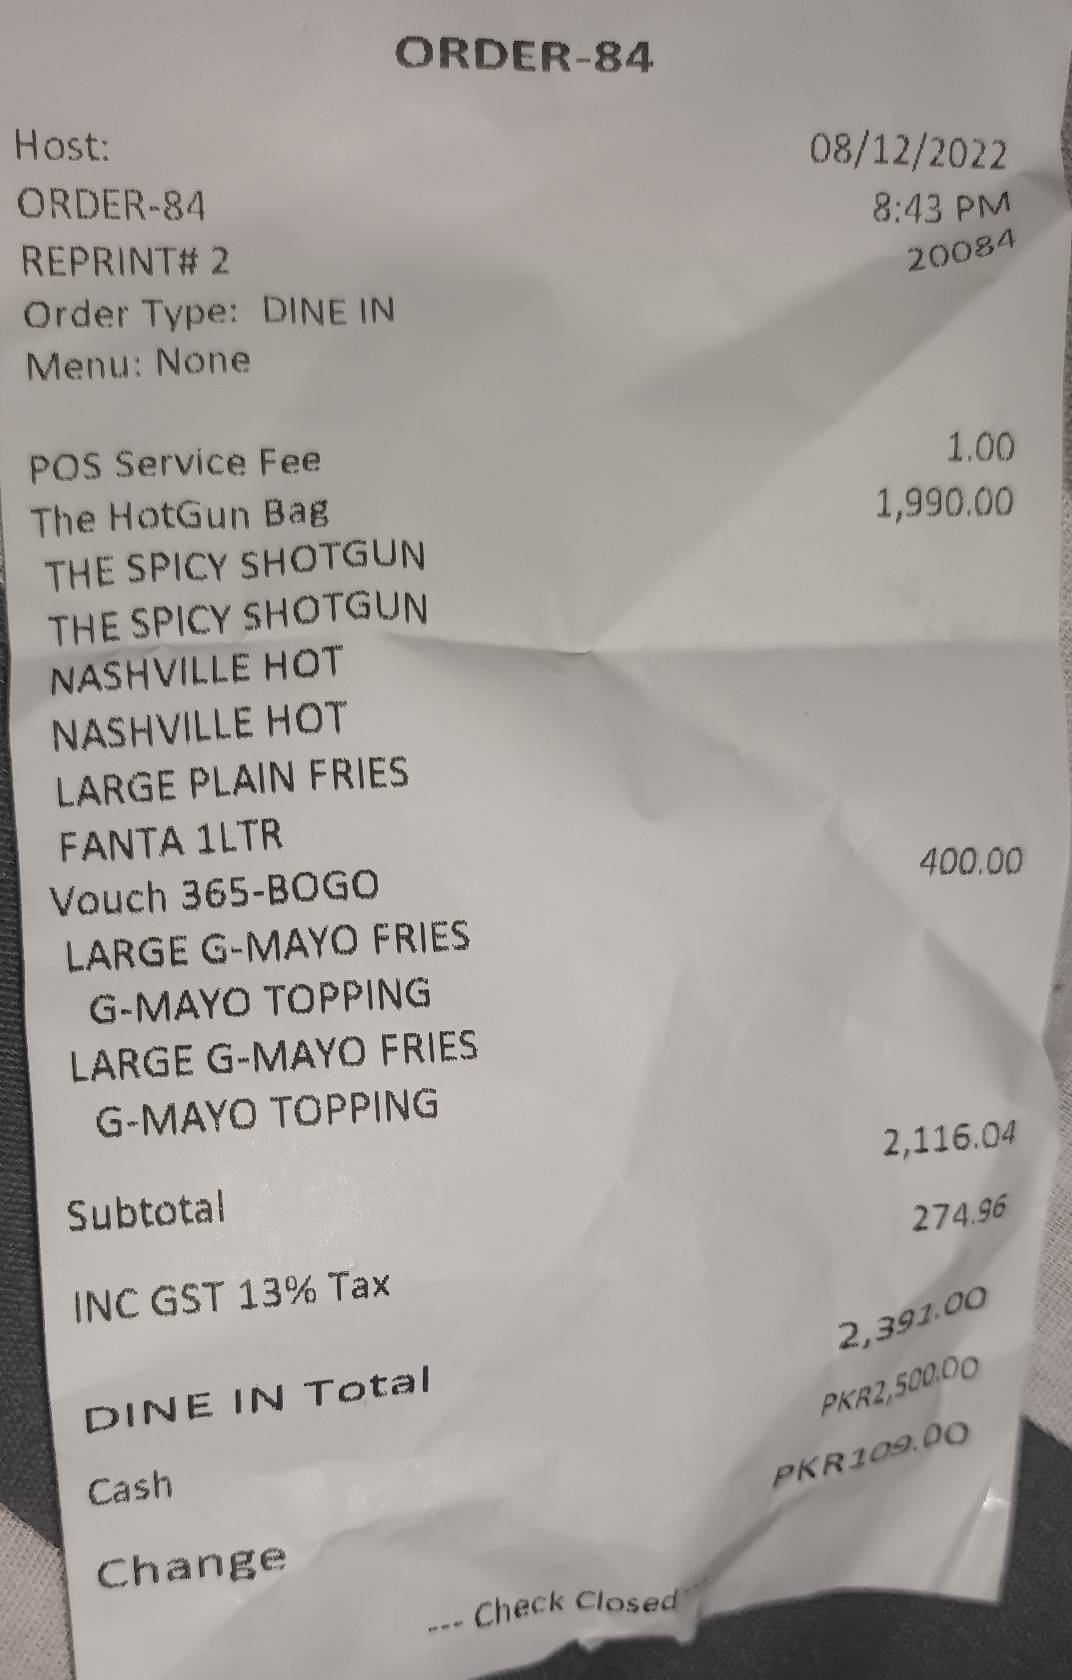 ORDER-84
Host: 08/12/2022
ORDER-84 8:43 PM
REPRINT# 2 20084
Order Type: DINE IN
Menu: None
POS Service Fee 1.00
The HotGun Bag 1,990.00
THE SPICY SHOTGUN
THE SPICY SHOTGUN
NASHVILLE HOT
NASHVILLE HOT
LARGE PLAIN FRIES
FANTA 1LTR
Vouch 365-BOGO 400.00
LARGE G-MAYO FRIES
G-MAYO TOPPING
LARGE G-MAYO FRIES
G-MAYO TOPPING
Subtotal 2,116.04
INC GST 13% Tax 274.96
DINE IN Total 2,391.00
Cash PKR2,500.00
Change PKR109.00
--- Check Closed ---